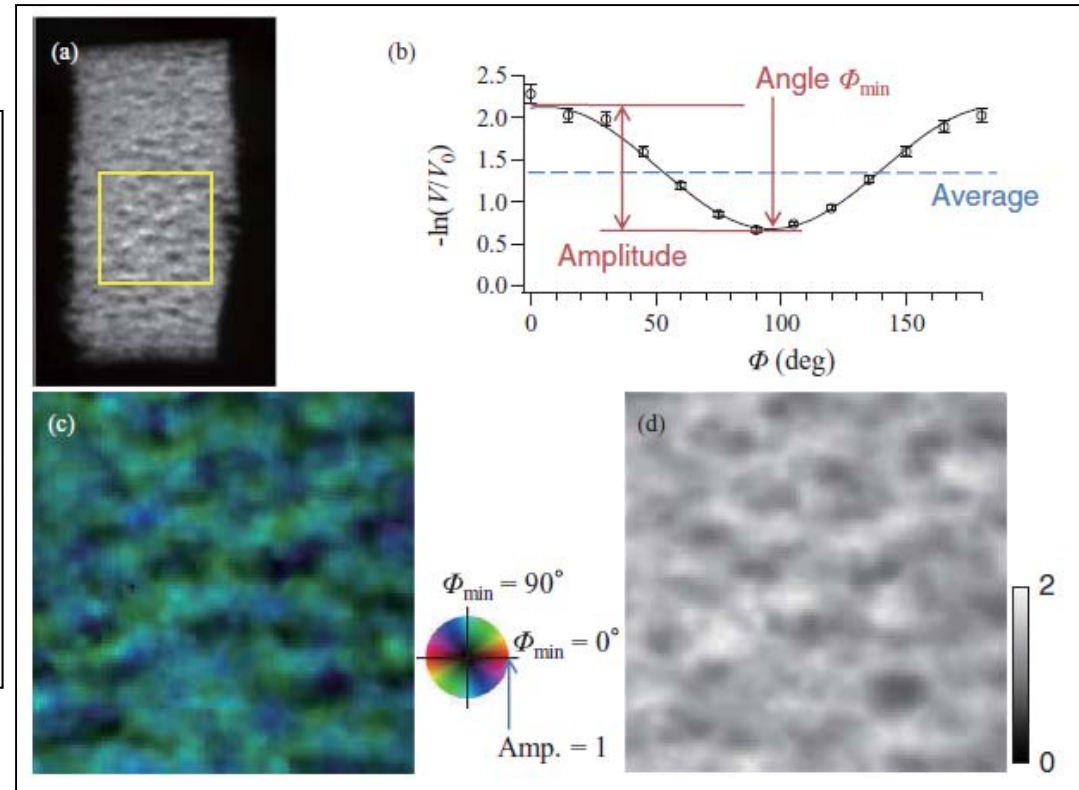 (a)
(b)
2.5
2.0
1.5
1.0
0.5
0.0
-ln(V/V₀)
Angle Φmin
Average
Amplitude
0
50
100
150
Φ (deg)
(c)
Φmin = 90°
Φmin = 0°
Amp. = 1
(d)
2
0